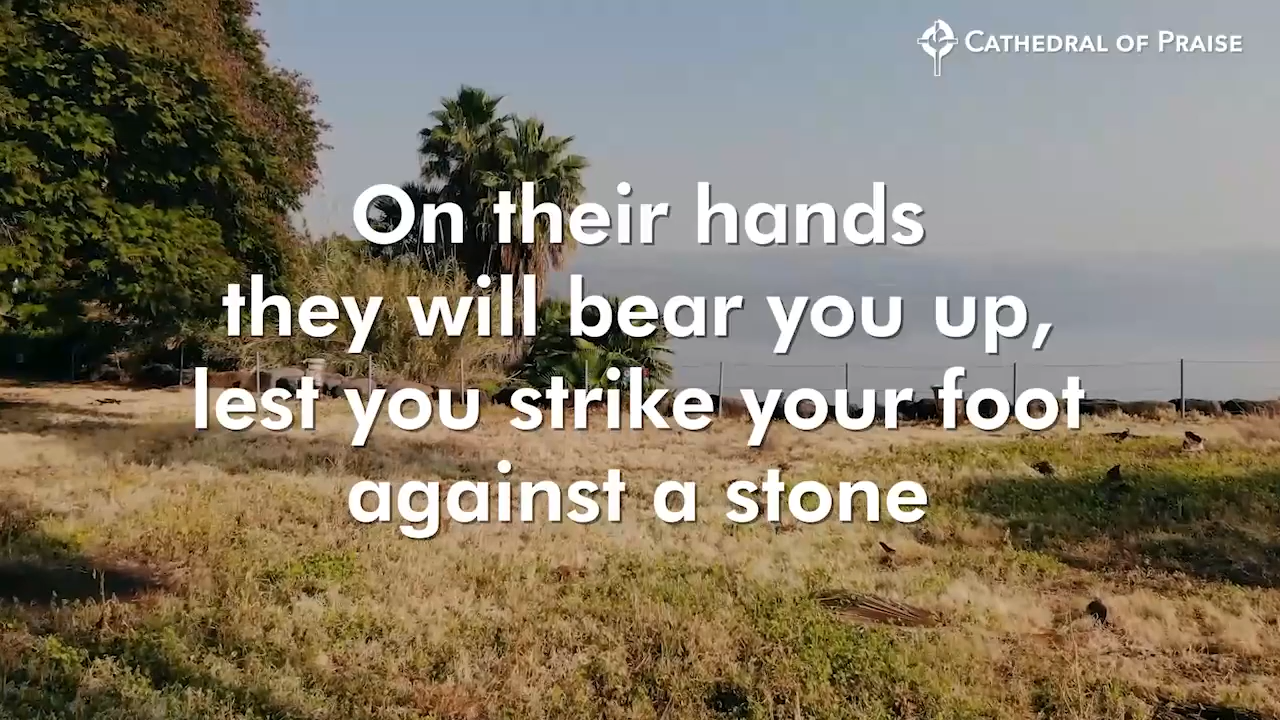 CATHEDRAL OF PRAISE
On their hands
they will bear you up,
lest you strike your foot
against a stone